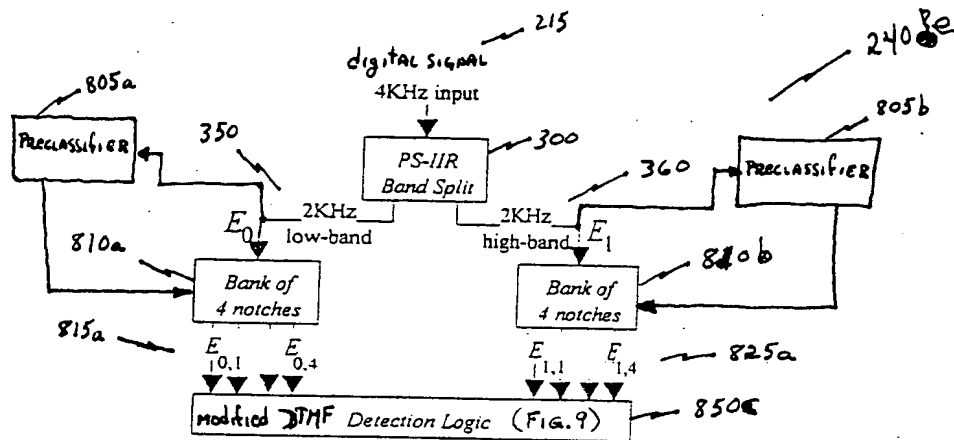 215
240
digital signal
805a
4KHz input
805b
Preclassifier
350
PS-IIR
Band Split
300
360
Preclassifier
2KHz
low-band
2KHz
high-band
E0
E1
810a
Bank of
4 notches
Bank of
4 notches
810b
815a
E0,1
E0,4
E1,1
E1,4
825a
modified DTMF Detection Logic (FIG. 9)
850